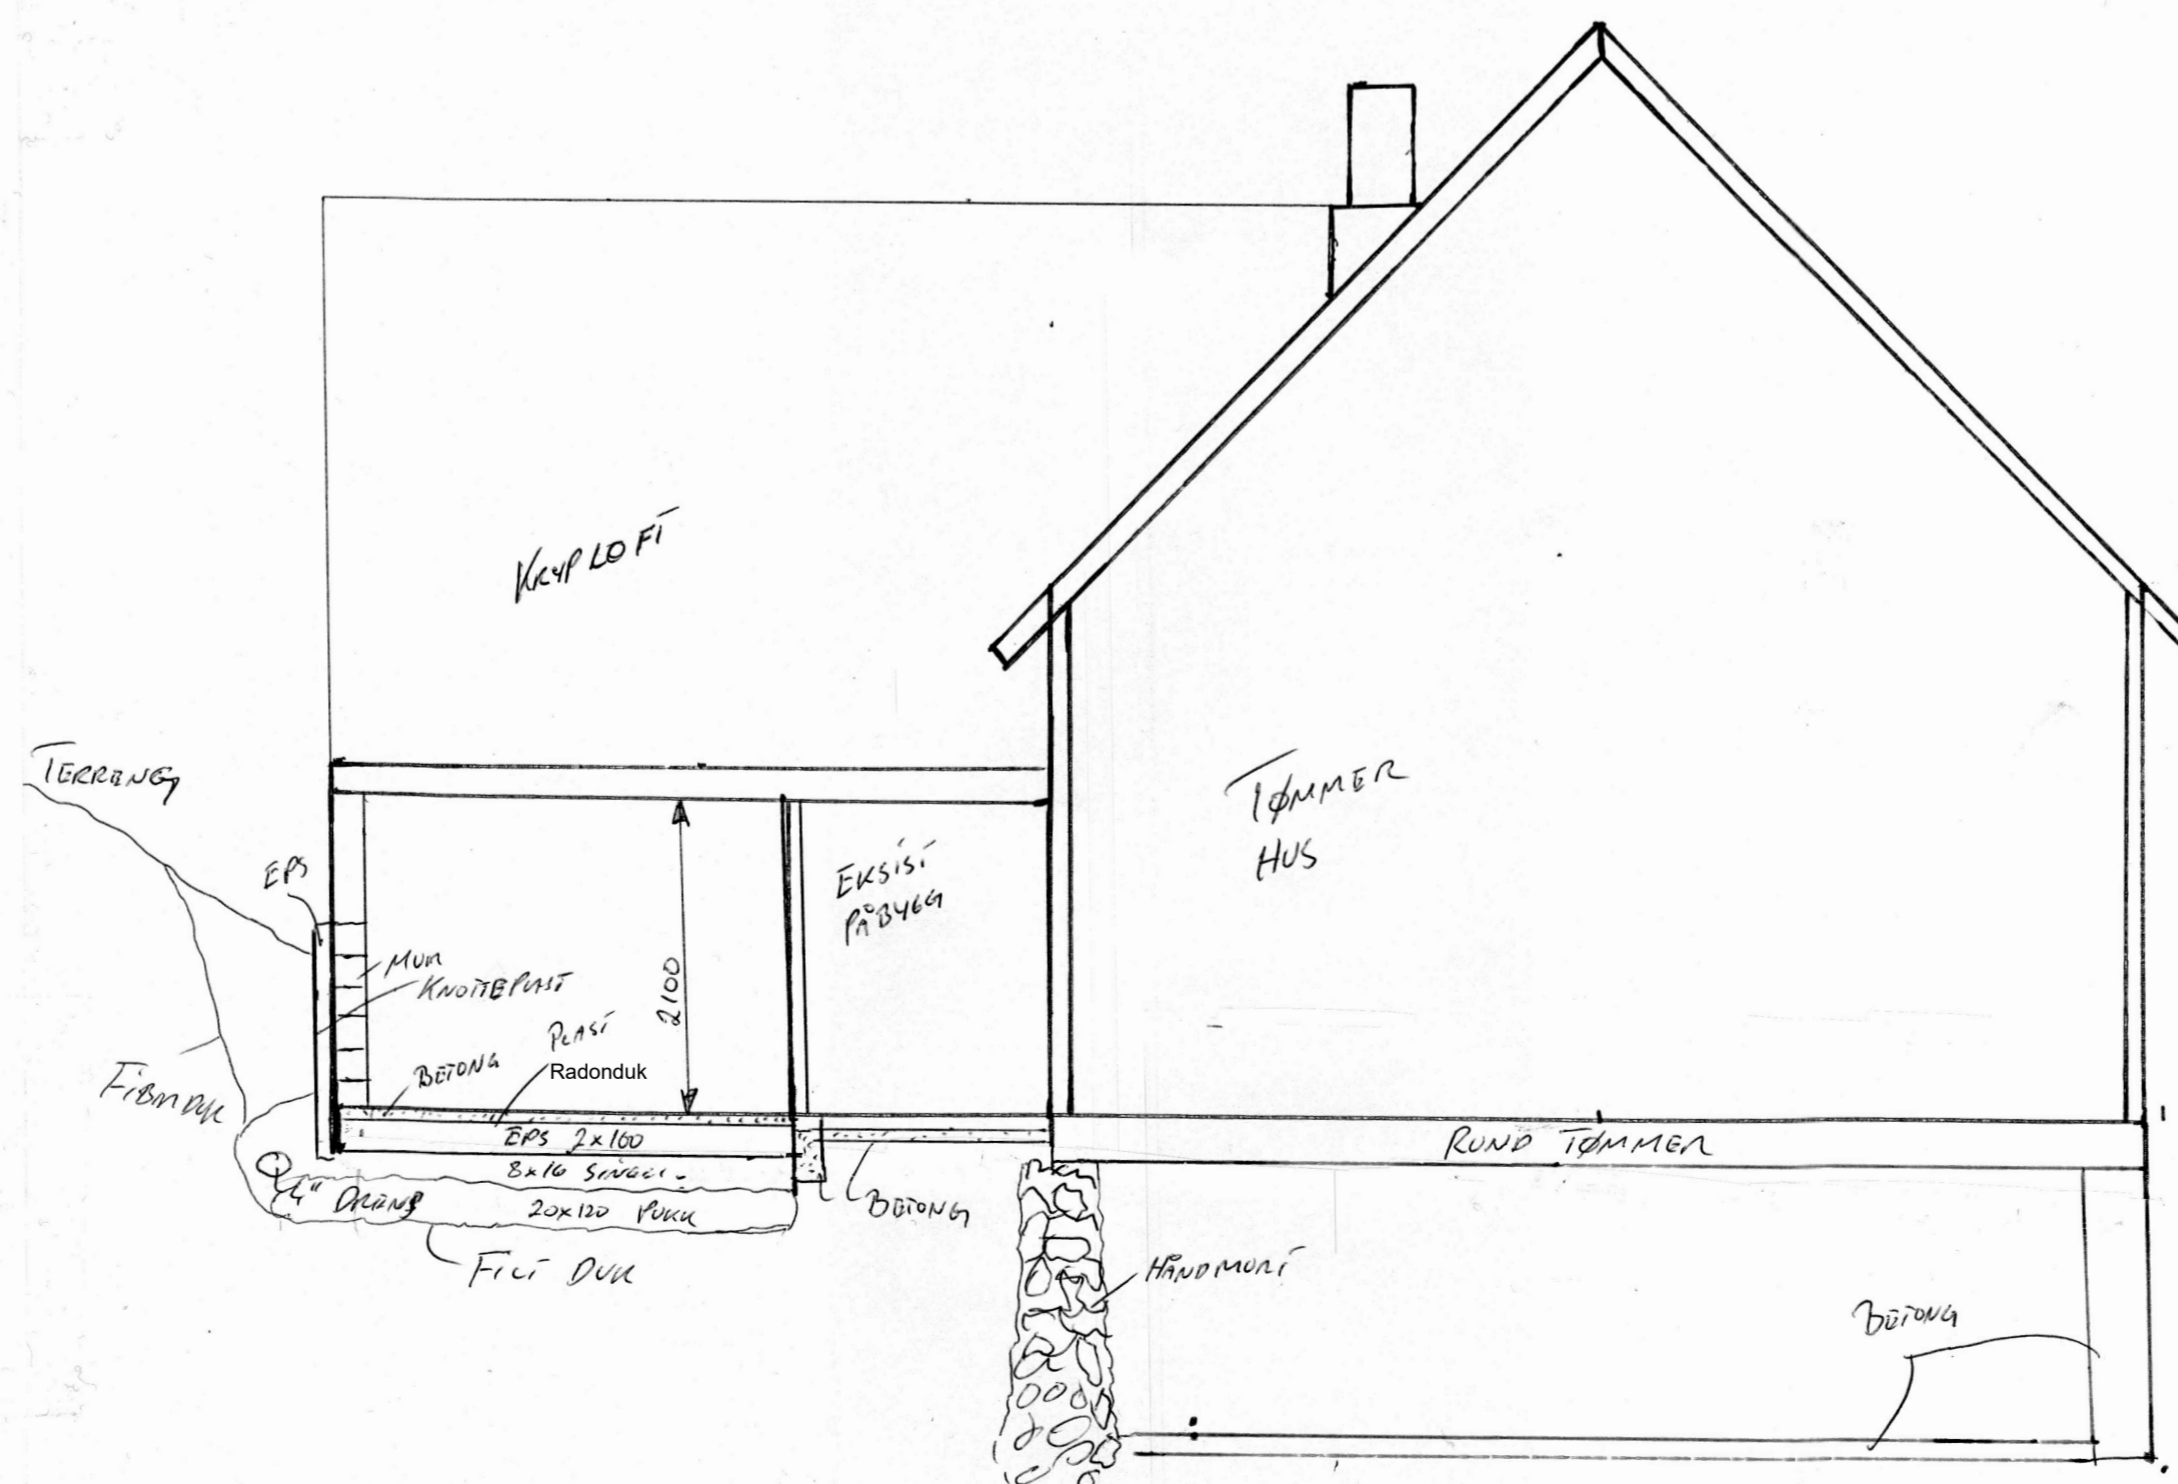 KRYPLOFT
TERRENG
EPS
TØMMER
HUS
EKSIST
PÅBYGG
MUR
KNOTTEPLAST
2100
PLAST
Radonduk
BETONG
FIBERDUK
EPS 2x100
8x16 SINGEL.
4" DRENS
20x120 PUKK
FILT DUK
BETONG
RUND TØMMER
HÅNDMURT
BETONG